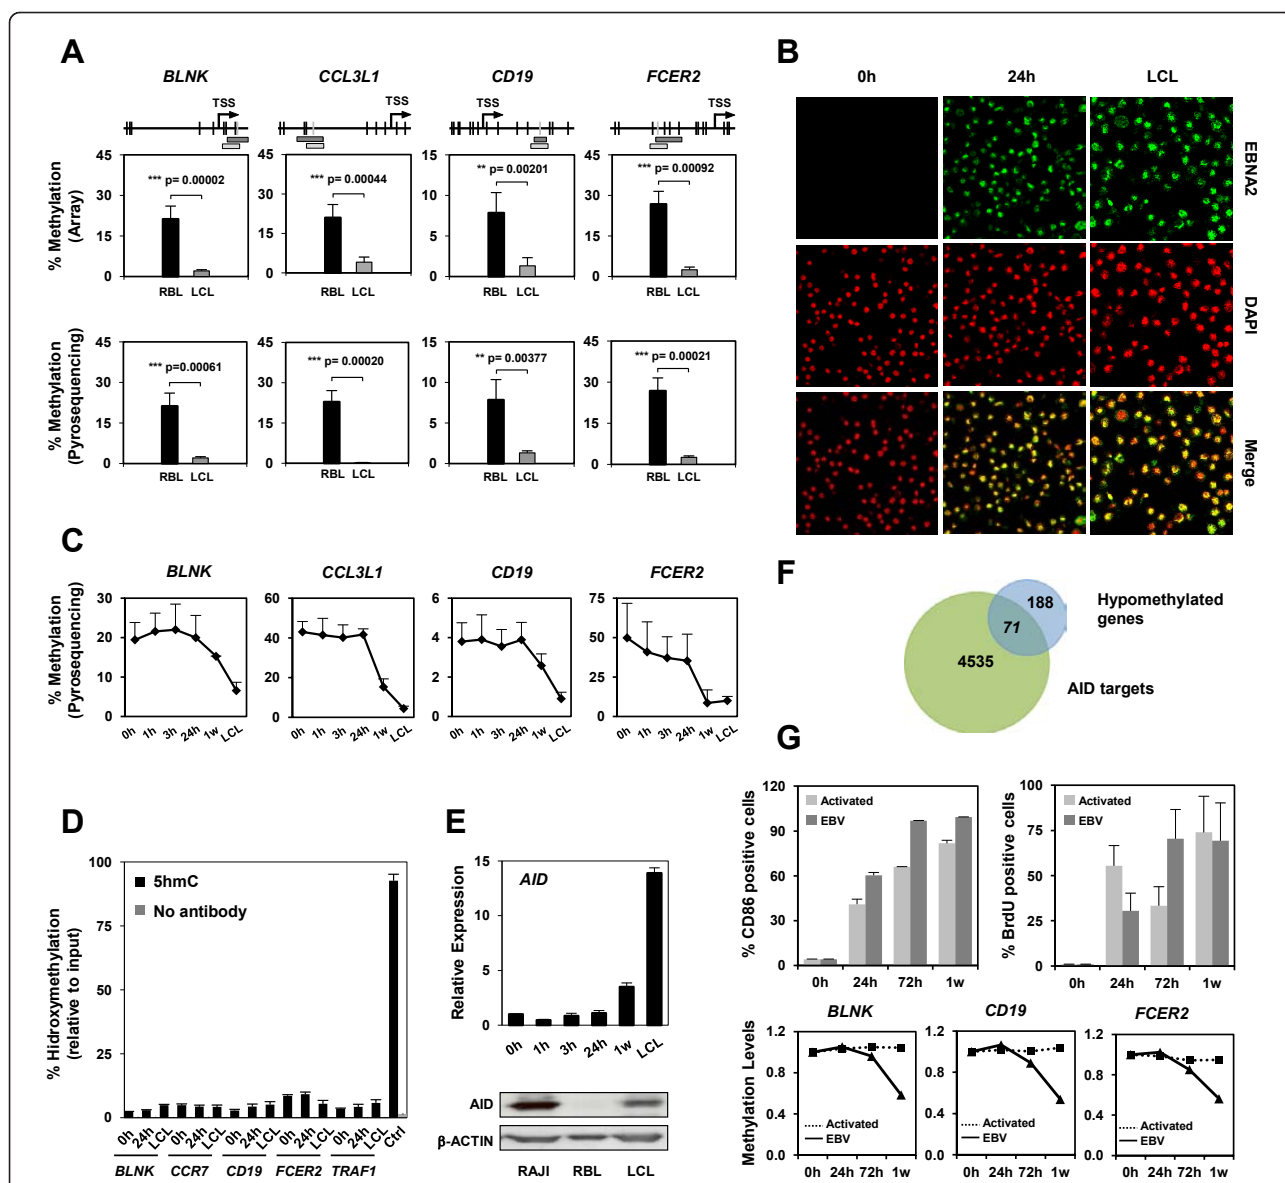 A
BLNK
CCL3L1
CD19
FCER2
TSS
TSS
TSS
TSS
% Methylation
(Array)
45
30
15
0
*** p= 0.00002
RBL LCL
45
30
15
0
*** p= 0.00044
RBL LCL
15
10
5
0
** p= 0.00201
RBL LCL
45
30
15
0
*** p= 0.00092
RBL LCL
% Methylation
(Pyrosequencing)
45
30
15
0
*** p=0.00061
RBL LCL
45
30
15
0
*** p= 0.00020
RBL LCL
15
10
5
0
** p= 0.00377
RBL LCL
45
30
15
0
*** p= 0.00021
RBL LCL
B
0h
24h
LCL
EBNA2
DAPI
Merge
C
BLNK
CCL3L1
CD19
FCER2
% Methylation
(Pyrosequencing)
30
20
10
0
0h 1h 3h 24h 1w LCL
60
40
20
0
0h 1h 3h 24h 1w LCL
6
4
2
0
0h 1h 3h 24h 1w LCL
75
50
25
0
0h 1h 3h 24h 1w LCL
D
% Hidroxymethylation
(relative to input)
100
75
50
25
0
5hmC
No antibody
0h 24h LCL 0h 24h LCL 0h 24h LCL 0h 24h LCL 0h 24h LCL Ctrl
BLNK CCR7 CD19 FCER2 TRAF1
E
Relative Expression
15
10
5
0
AID
0h 1h 3h 24h 1w LCL
AID
β-ACTIN
RAJI RBL LCL
F
188
71
4535
Hypomethylated
genes
AID targets
G
% CD86 positive cells
120
90
60
30
0
Activated
EBV
0h 24h 72h 1w
% BrdU positive cells
100
75
50
25
0
Activated
EBV
0h 24h 72h 1w
Methylation Levels
BLNK
1.2
1.0
0.8
0.6
0.4
Activated
EBV
0h 24h 72h 1w
CD19
1.2
1.0
0.8
0.6
0.4
Activated
EBV
0h 24h 72h 1w
FCER2
1.2
1.0
0.8
0.6
0.4
Activated
EBV
0h 24h 72h 1w